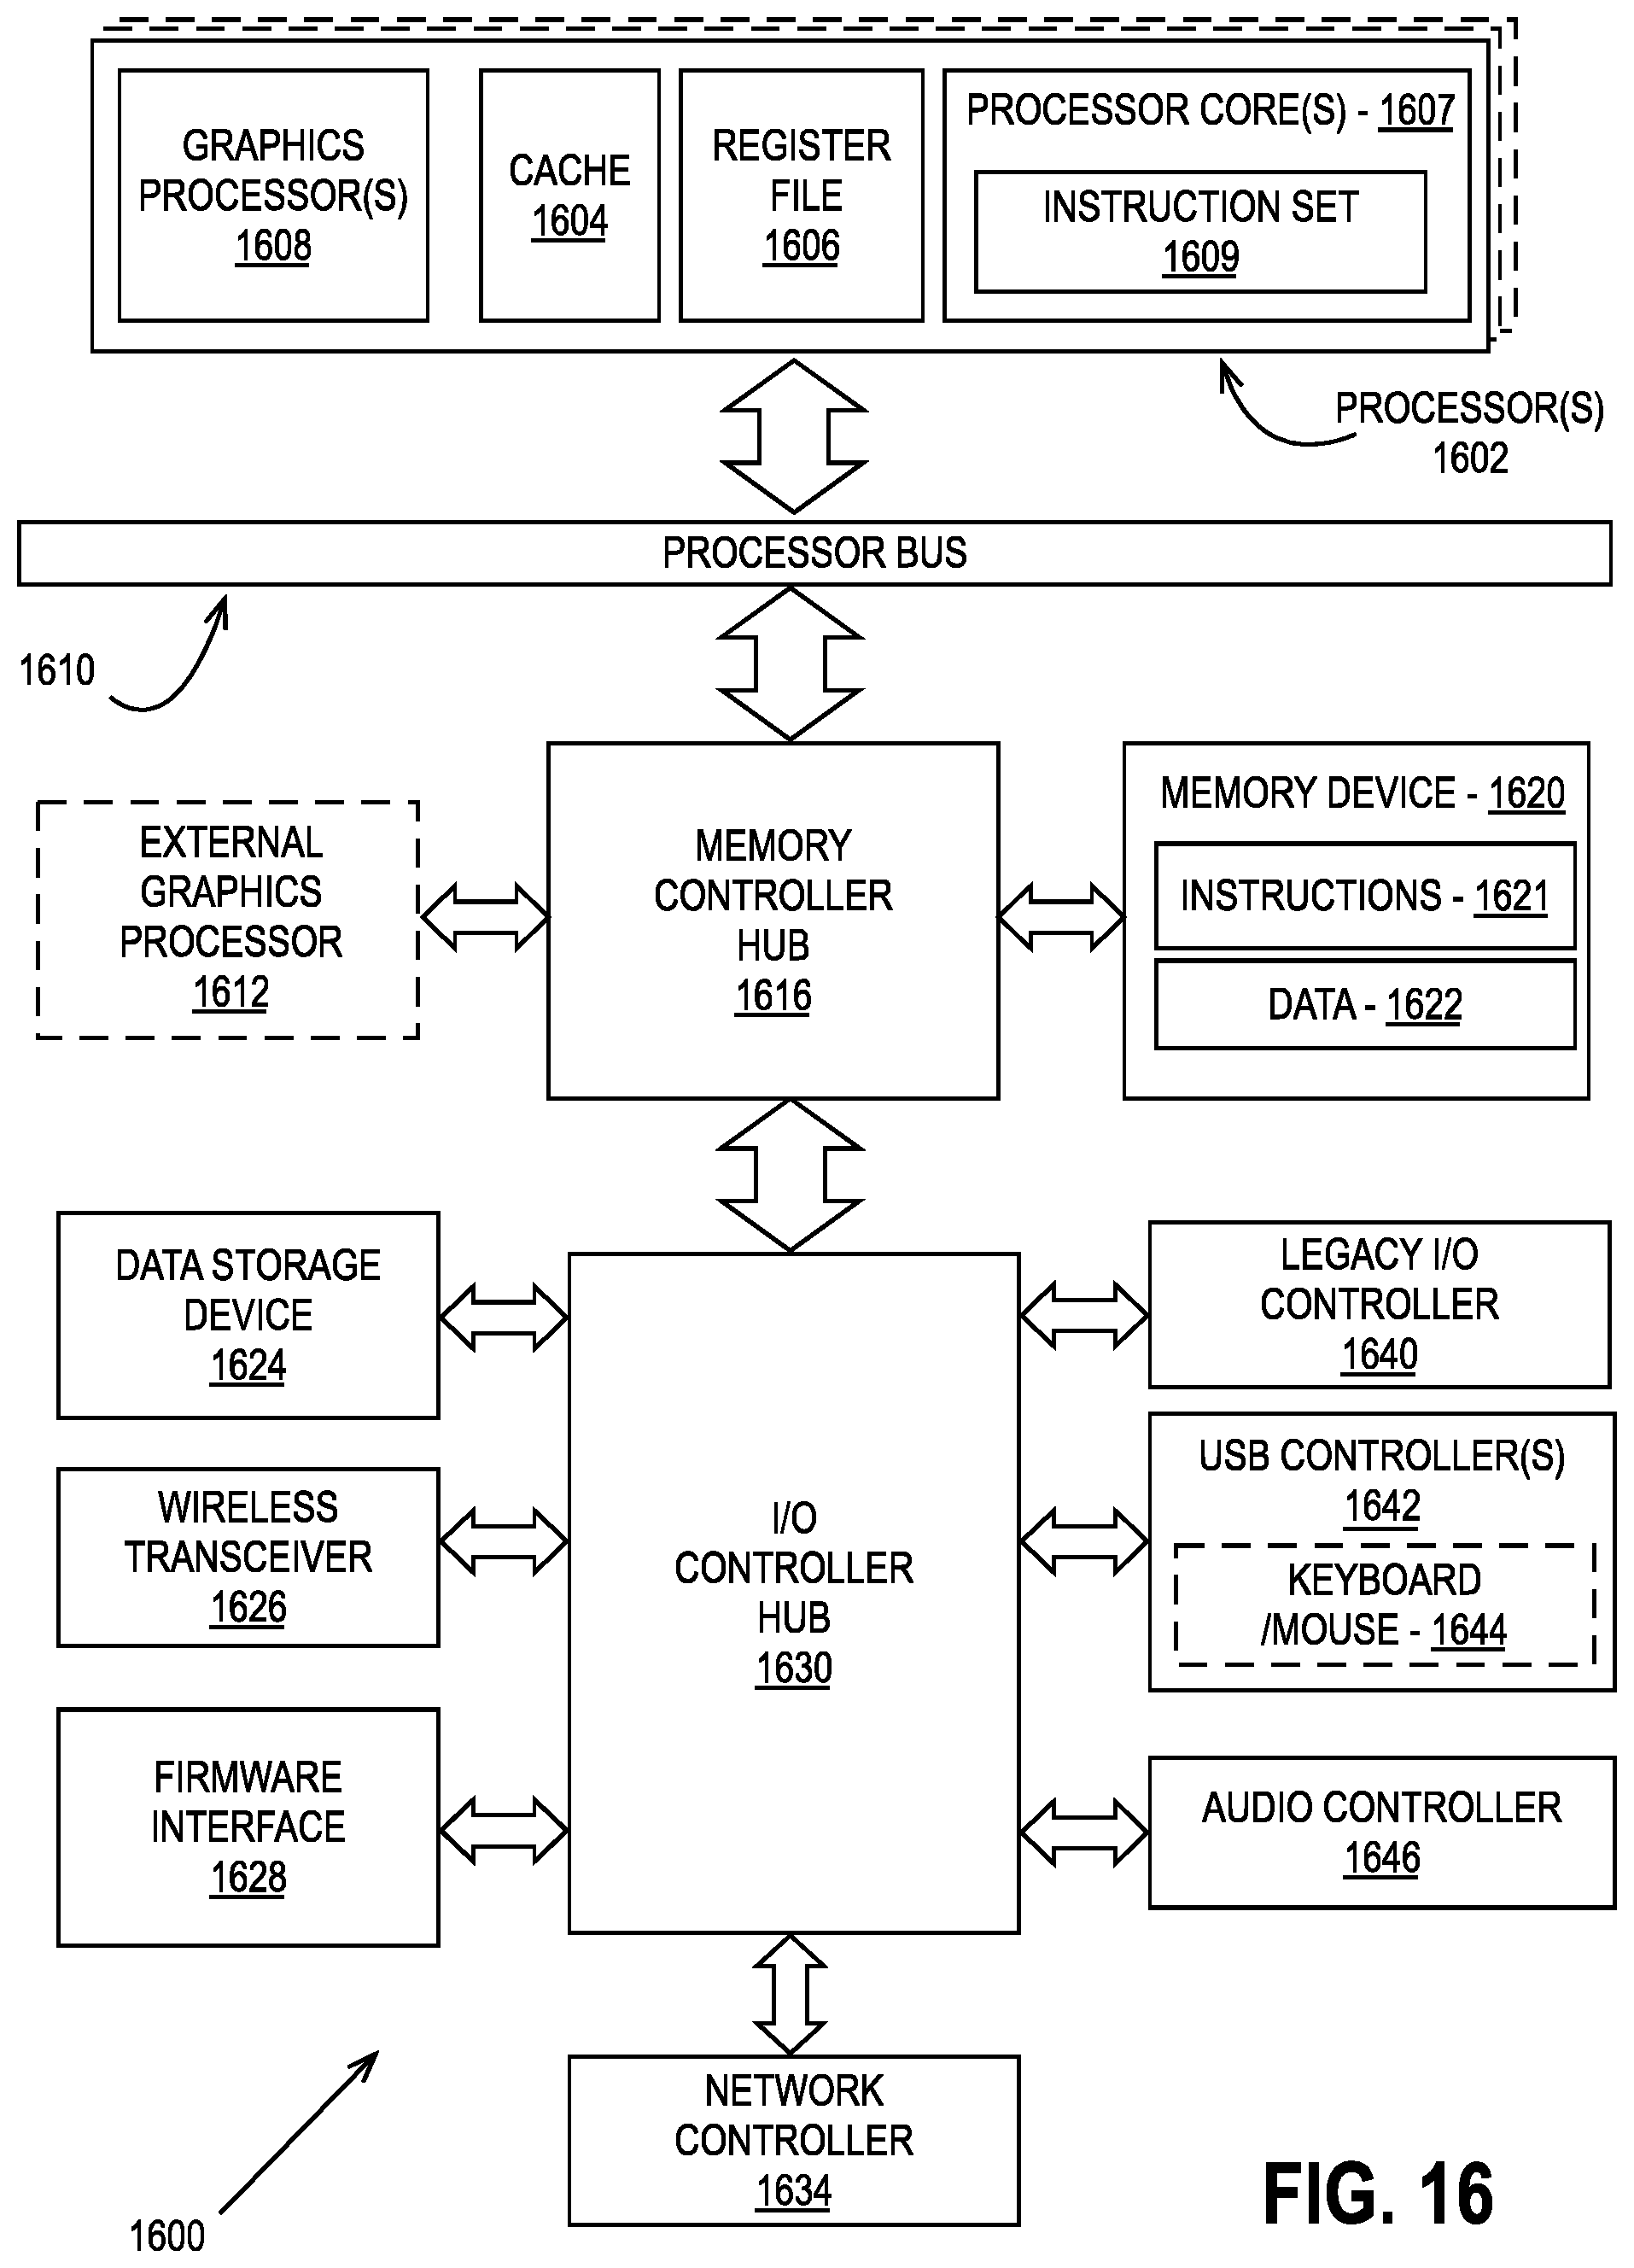 GRAPHICS
PROCESSOR(S)
1608
CACHE
1604
REGISTER
FILE
1606
PROCESSOR CORE(S) - 1607
INSTRUCTION SET
1609
PROCESSOR(S)
1602
PROCESSOR BUS
1610
EXTERNAL
GRAPHICS
PROCESSOR
1612
MEMORY
CONTROLLER
HUB
1616
MEMORY DEVICE - 1620
INSTRUCTIONS - 1621
DATA - 1622
DATA STORAGE
DEVICE
1624
WIRELESS
TRANSCEIVER
1626
FIRMWARE
INTERFACE
1628
I/O
CONTROLLER
HUB
1630
LEGACY I/O
CONTROLLER
1640
USB CONTROLLER(S)
1642
KEYBOARD
/MOUSE - 1644
AUDIO CONTROLLER
1646
NETWORK
CONTROLLER
1634
1600
FIG. 16